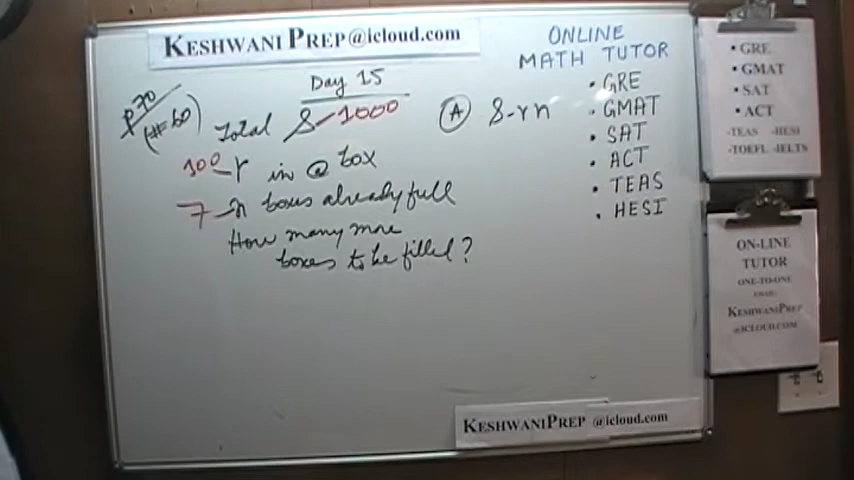 KESHWANI PREP@icloud.com
Day 15
P70
(#60)
Total S-1000
100-r in @ box
7-n boxes already full
How many more
boxes to be filled?
A S-rn
ONLINE
MATH TUTOR
• GRE
• GMAT
• SAT
• ACT
• TEAS
• HESI
• GRE
• GMAT
• SAT
• ACT
-TEAS -HESI
-TOEFL -IELTS
ON-LINE
TUTOR
ONE-TO-ONE
KESHWANIPREP
@ICLOUD.COM
KESHWANIPREP @icloud.com